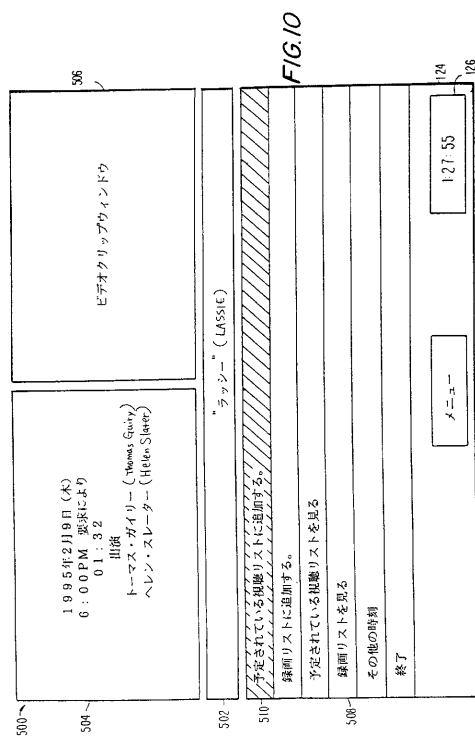 FIG.10
500
504
1995年2月9日 (木)
6:00PM 要求により
01:32
出演
トーマス・ガイリー (Thomas Guiry)
ヘレン・スレーター (Helen Slater)
506
ビデオクリップウィンドウ
502
"ラッシー" (LASSIE)
510
予定されている視聴リストに追加する。
録画リストに追加する。
予定されている視聴リストを見る
508
録画リストを見る
その他の時刻
終了
メニュー
1:27:55
124
126